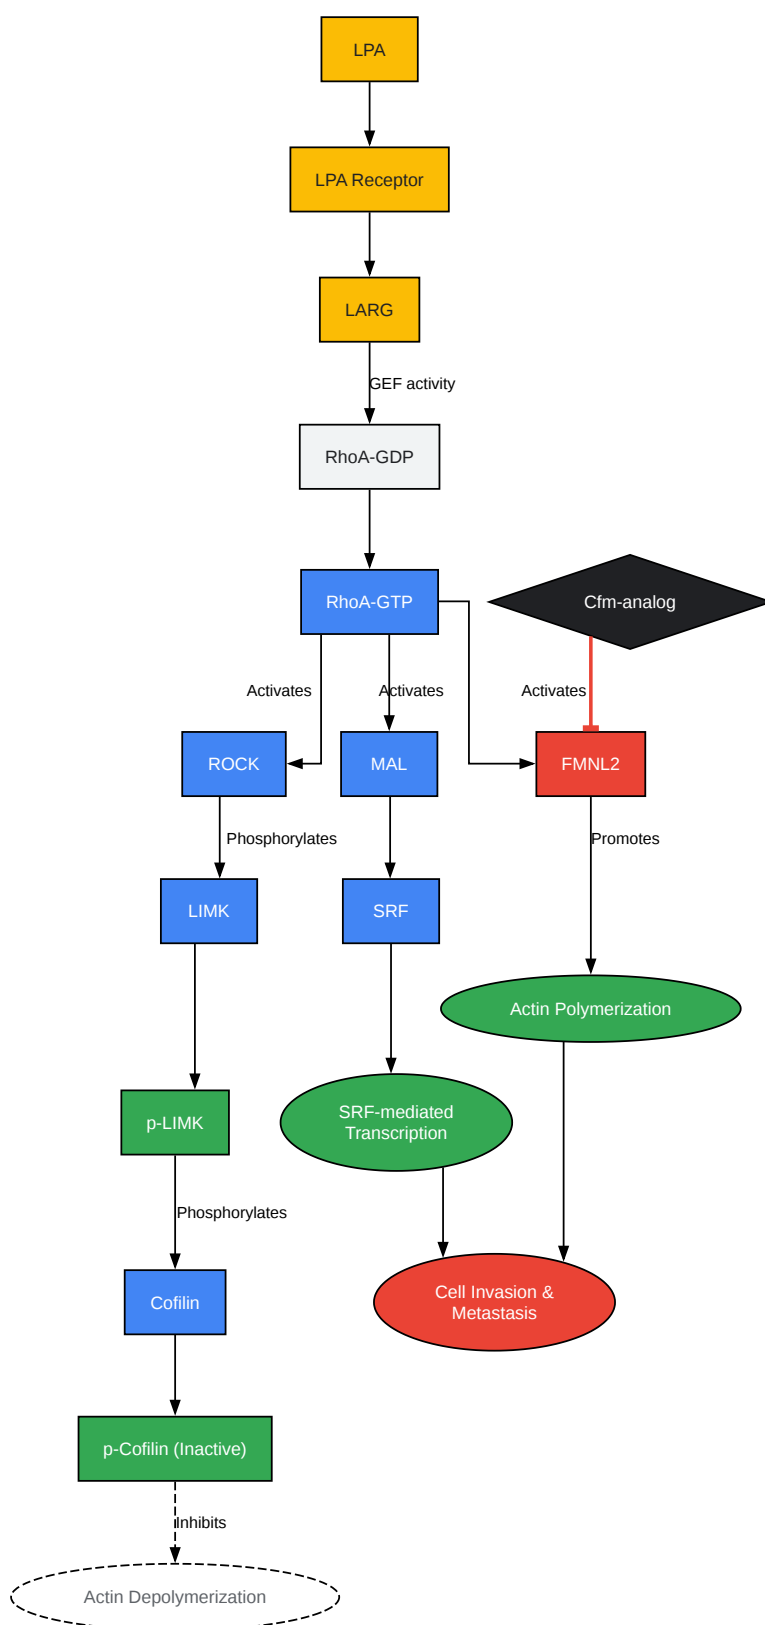 LPA
LPA Receptor
LARG
GEF activity
RhoA-GDP
RhoA-GTP
Cfm-analog
Activates
Activates
Activates
ROCK
MAL
FMNL2
Phosphorylates
Promotes
LIMK
SRF
Actin Polymerization
SRF-mediated
Transcription
p-LIMK
Phosphorylates
Cell Invasion &
Metastasis
Cofilin
p-Cofilin (Inactive)
Inhibits
Actin Depolymerization